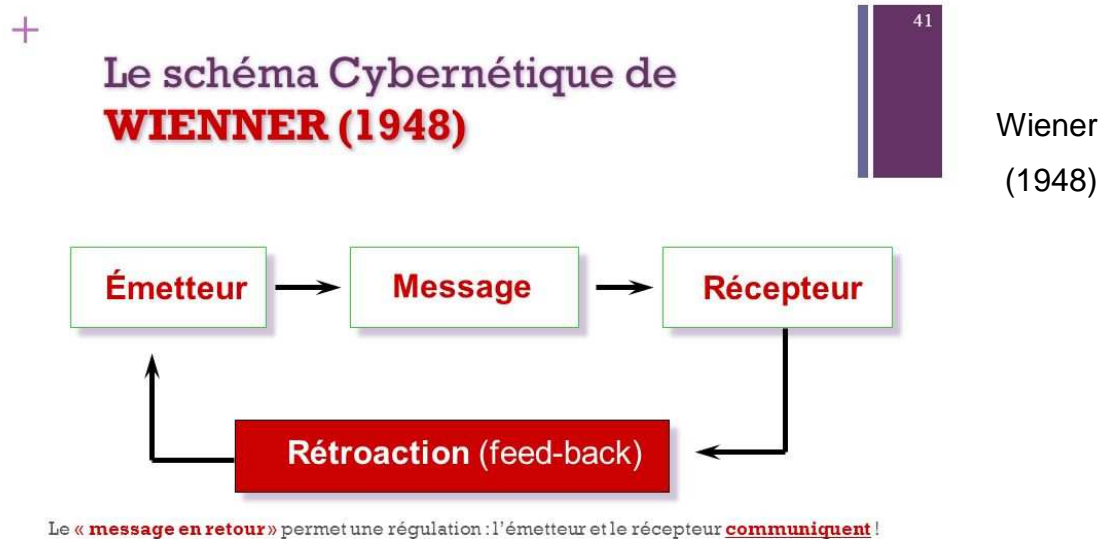 +
41
Le schéma Cybernétique de
WIENNER (1948)
Wiener
(1948)
Émetteur
Message
Récepteur
Rétroaction (feed-back)
Le « message en retour » permet une régulation : l'émetteur et le récepteur communiquent !